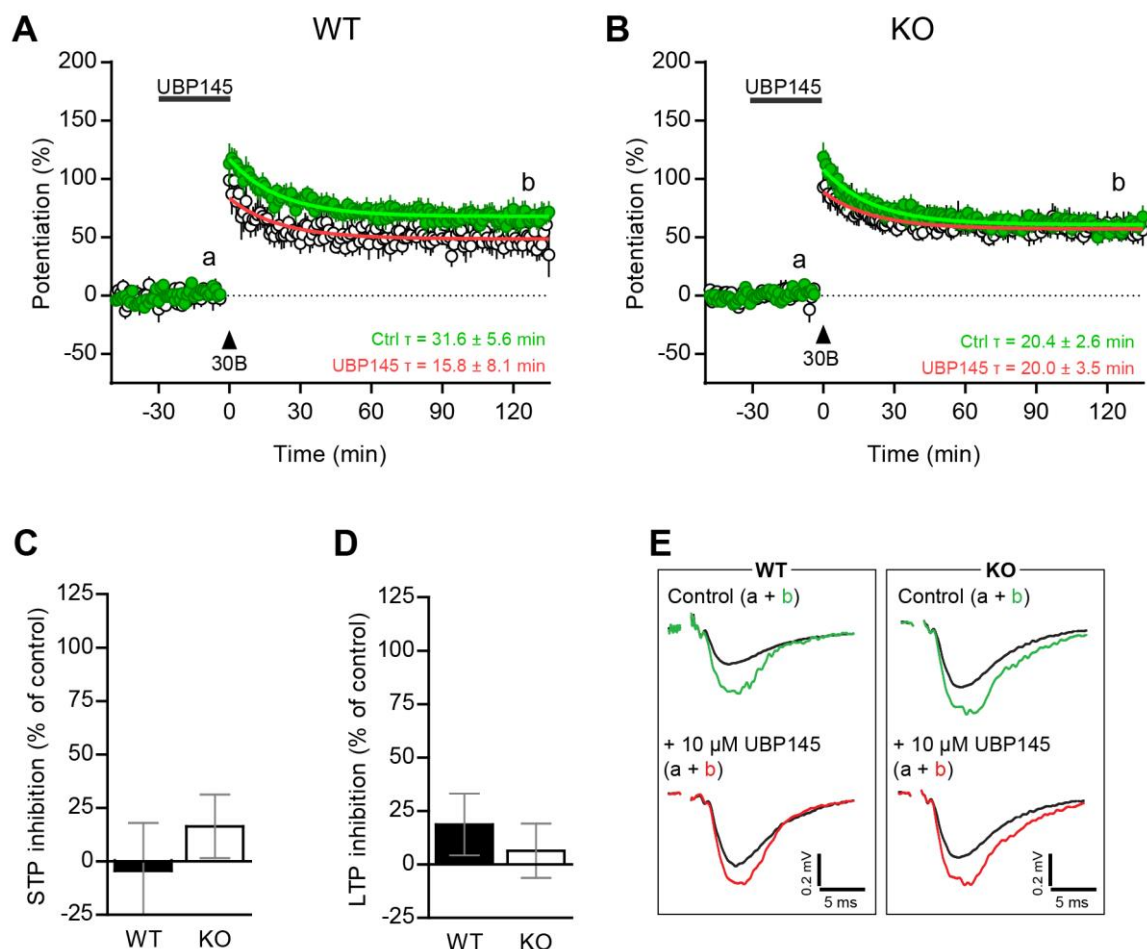 A
WT
Potentiation (%)
200
150
100
50
0
-50
UBP145
a
b
30B
Ctrl τ = 31.6 ± 5.6 min
UBP145 τ = 15.8 ± 8.1 min
-30 0 30 60 90 120
Time (min)
B
KO
Potentiation (%)
200
150
100
50
0
-50
UBP145
a
b
30B
Ctrl τ = 20.4 ± 2.6 min
UBP145 τ = 20.0 ± 3.5 min
-30 0 30 60 90 120
Time (min)
C
STP inhibition (% of control)
125
100
75
50
25
0
-25
WT KO
D
LTP inhibition (% of control)
125
100
75
50
25
0
-25
WT KO
E
WT
Control (a + b)
+ 10 µM UBP145
(a + b)
0.2 mV
5 ms
KO
Control (a + b)
+ 10 µM UBP145
(a + b)
0.2 mV
5 ms